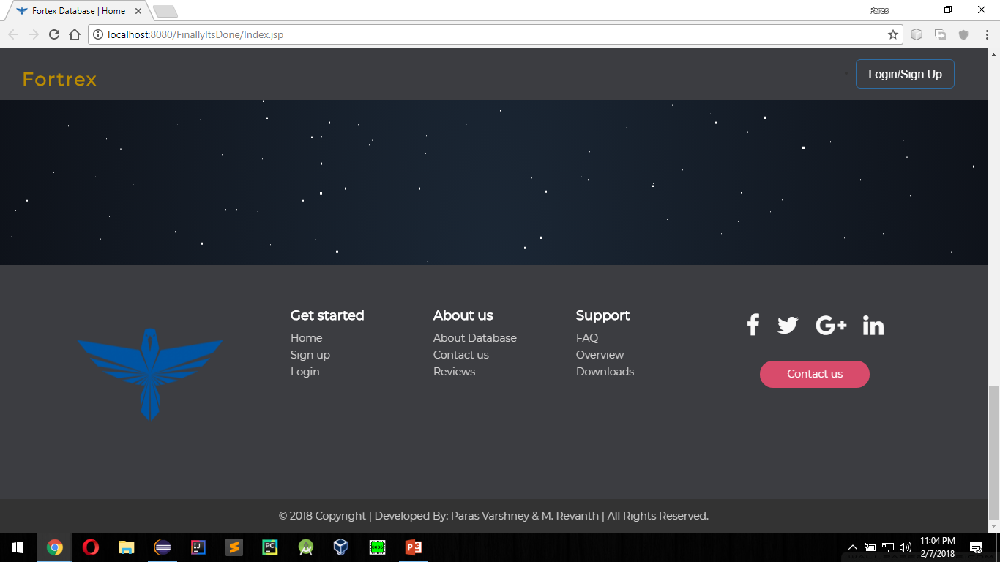 Fortex Database | Home
Paras
localhost:8080/FinallyItsDone/Index.jsp
Fortrex
Login/Sign Up
Get started
Home
Sign up
Login
About us
About Database
Contact us
Reviews
Support
FAQ
Overview
Downloads
Contact us
© 2018 Copyright | Developed By: Paras Varshney & M. Revanth | All Rights Reserved.
11:04 PM
2/7/2018